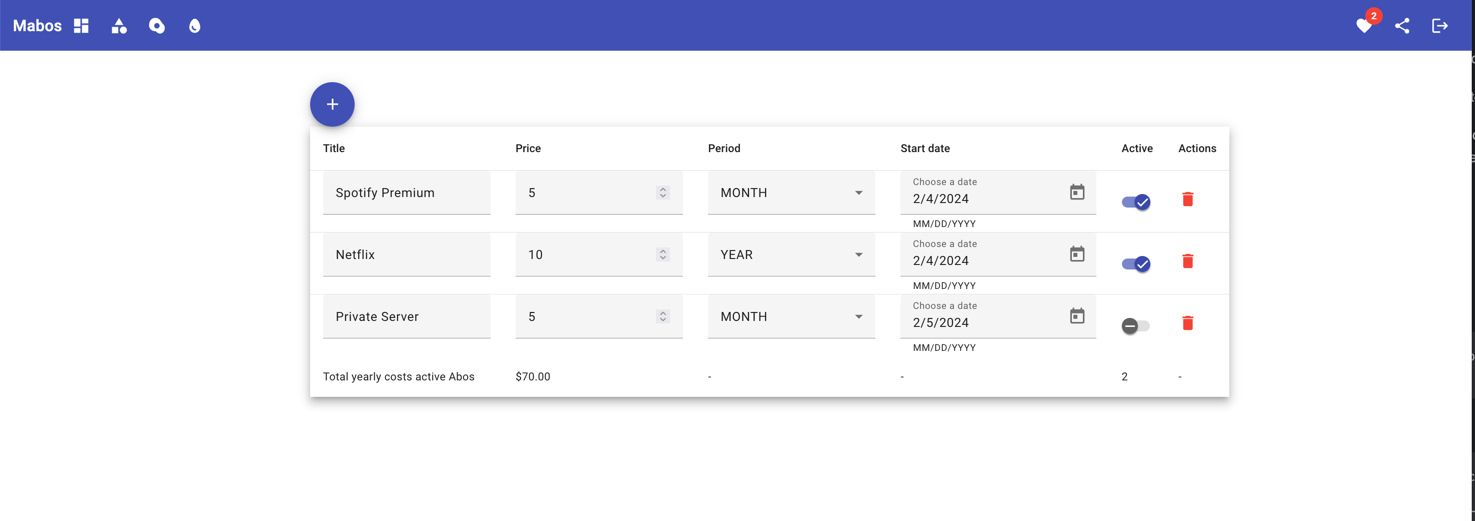 Mabos
2
+
Title Price Period Start date Active Actions
Choose a date
Spotify Premium 5 MONTH 2/4/2024
MM/DD/YYYY
Choose a date
Netflix 10 YEAR 2/4/2024
MM/DD/YYYY
Choose a date
Private Server 5 MONTH 2/5/2024
MM/DD/YYYY
Total yearly costs active Abos $70.00 - - 2 -